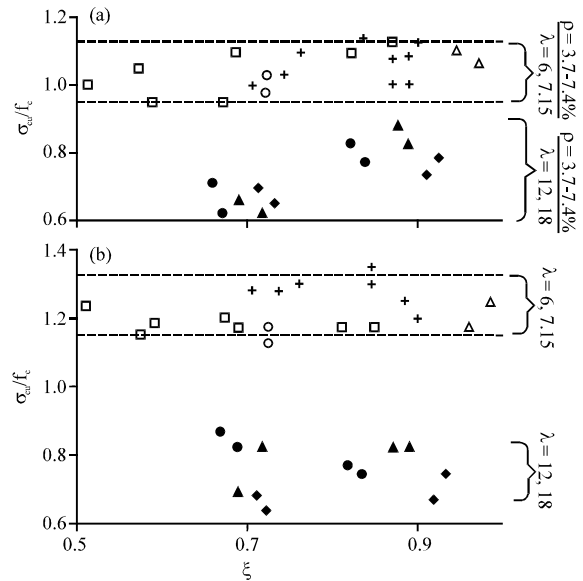 (a)
1.2
1.0
0.8
0.6
σcu/fc
λ = 6, 7.15
ρ = 3.7-7.4%
λ = 12, 18
ρ = 3.7-7.4%
(b)
1.4
1.2
1.0
0.8
0.6
σcu/fc
λ = 6, 7.15
λ = 12, 18
0.5
0.7
0.9
ξ